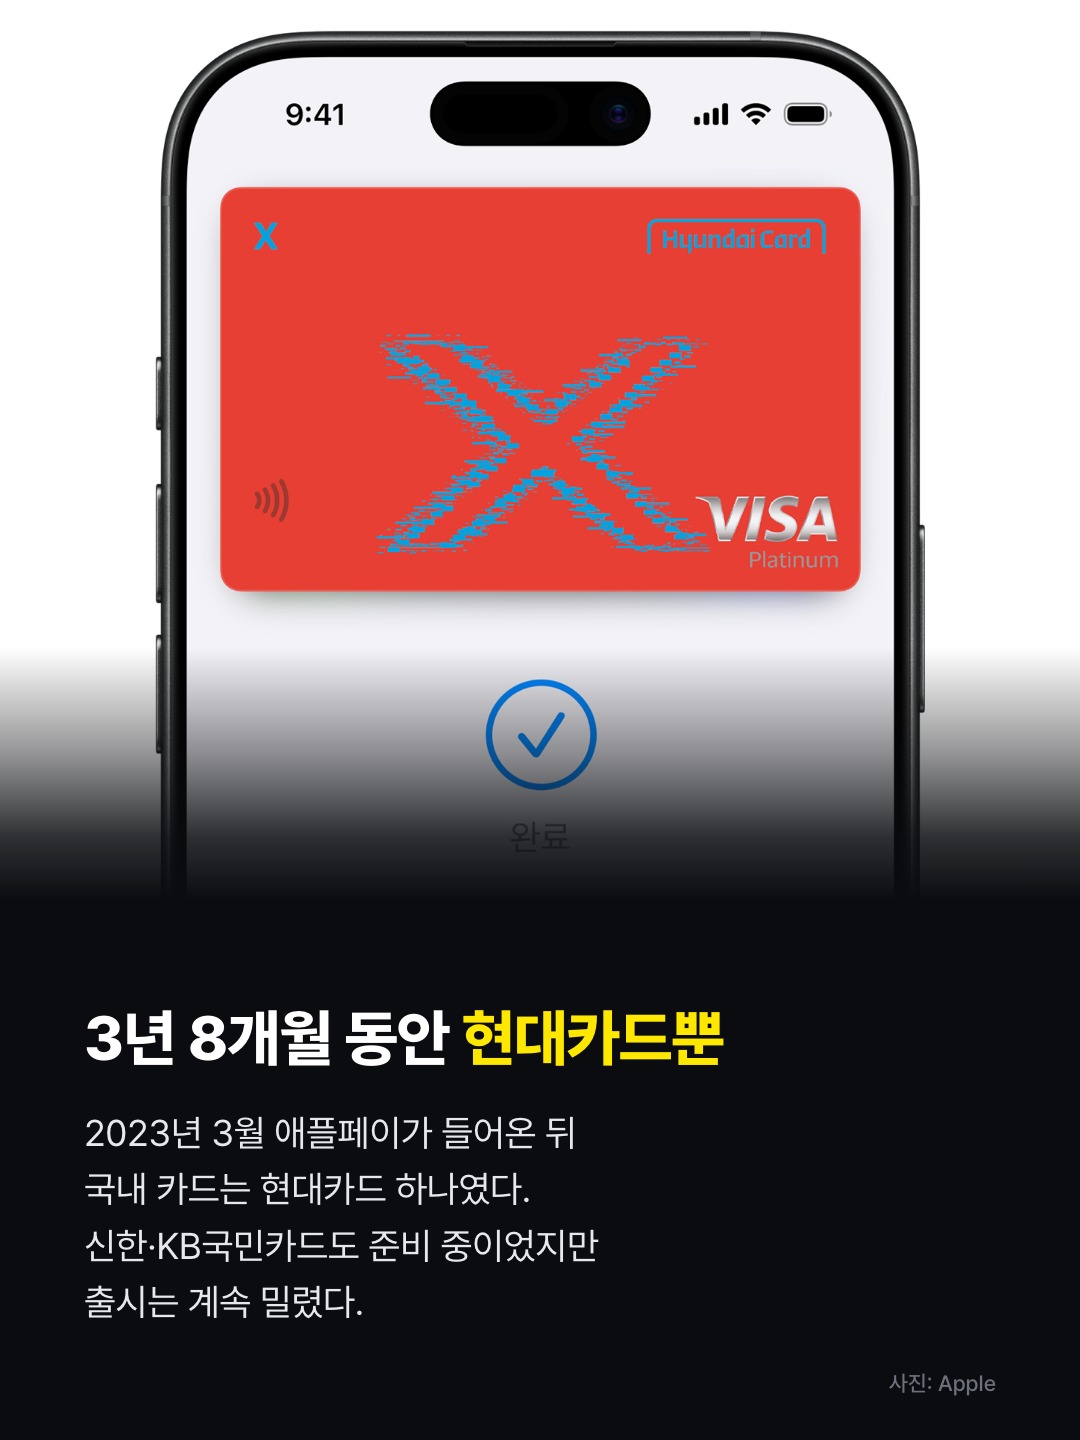 9:41
X
Hyundai Card
VISA
Platinum
완료
3년 8개월 동안 현대카드뿐
2023년 3월 애플페이가 들어온 뒤
국내 카드는 현대카드 하나였다.
신한·KB국민카드도 준비 중이었지만
출시는 계속 밀렸다.
사진: Apple